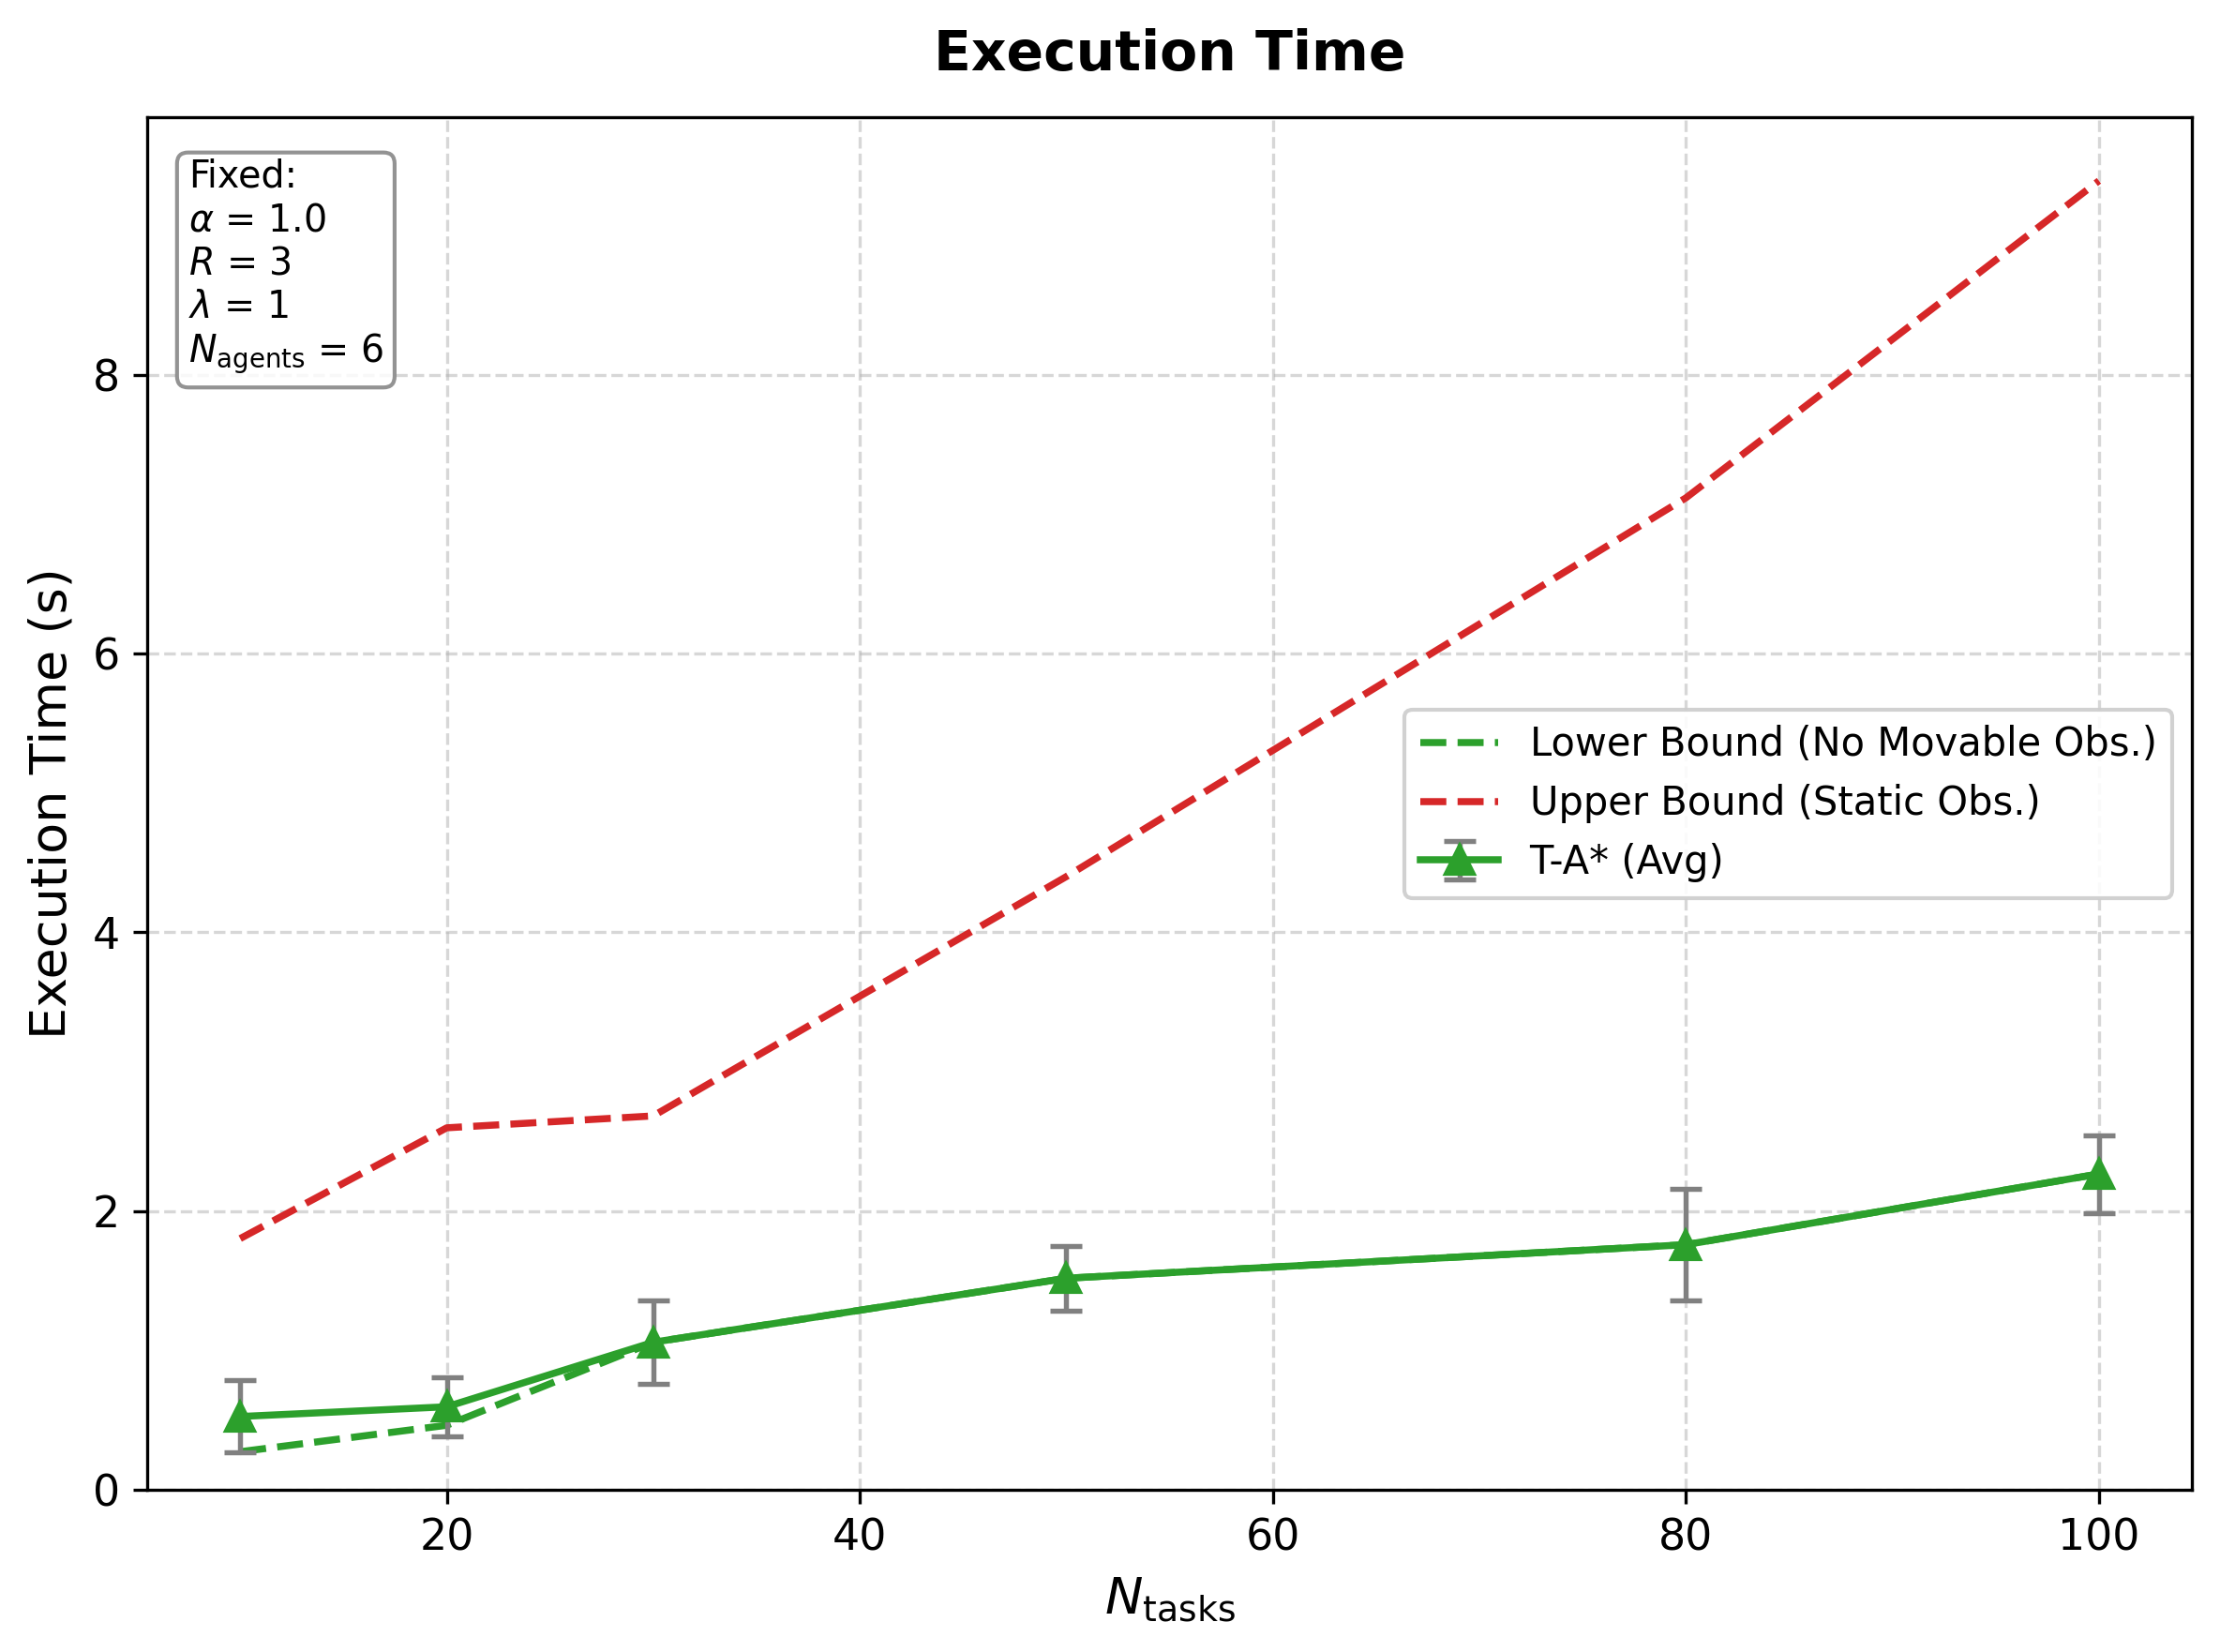 Execution Time
Fixed:
α = 1.0
R = 3
λ = 1
N_agents = 6
Execution Time (s)
8
6
4
2
0
Lower Bound (No Movable Obs.)
Upper Bound (Static Obs.)
T-A* (Avg)
20 40 60 80 100
N_tasks